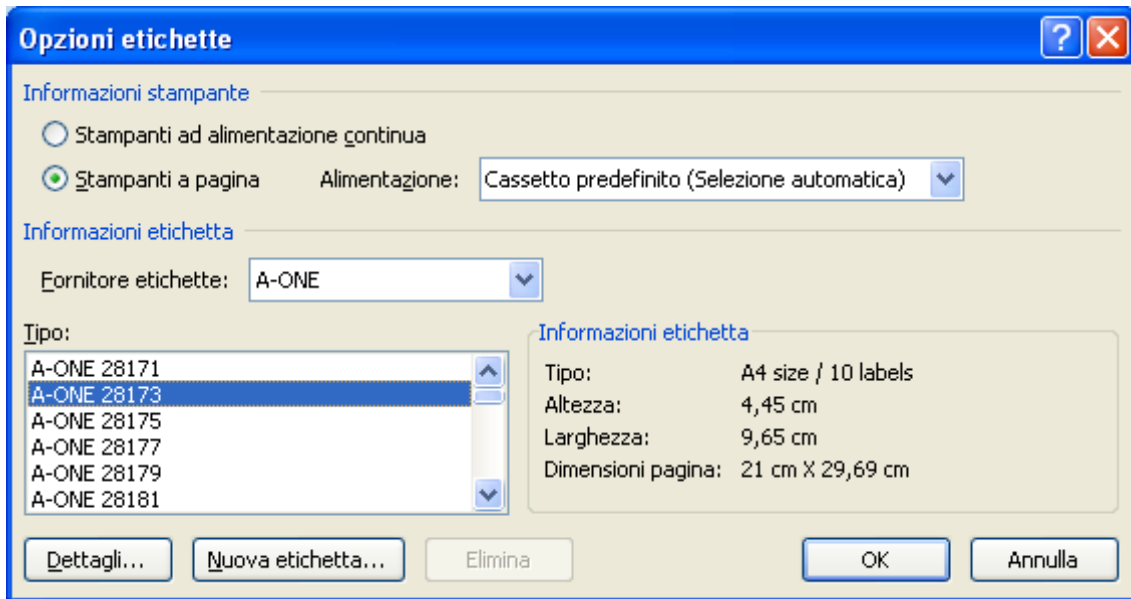 Opzioni etichette
Informazioni stampante
Stampanti ad alimentazione continua
Stampanti a pagina Alimentazione: Cassetto predefinito (Selezione automatica)
Informazioni etichetta
Fornitore etichette: A-ONE
Tipo:
A-ONE 28171
A-ONE 28173
A-ONE 28175
A-ONE 28177
A-ONE 28179
A-ONE 28181
Informazioni etichetta
Tipo: A4 size / 10 labels
Altezza: 4,45 cm
Larghezza: 9,65 cm
Dimensioni pagina: 21 cm X 29,69 cm
Dettagli... Nuova etichetta... Elimina OK Annulla